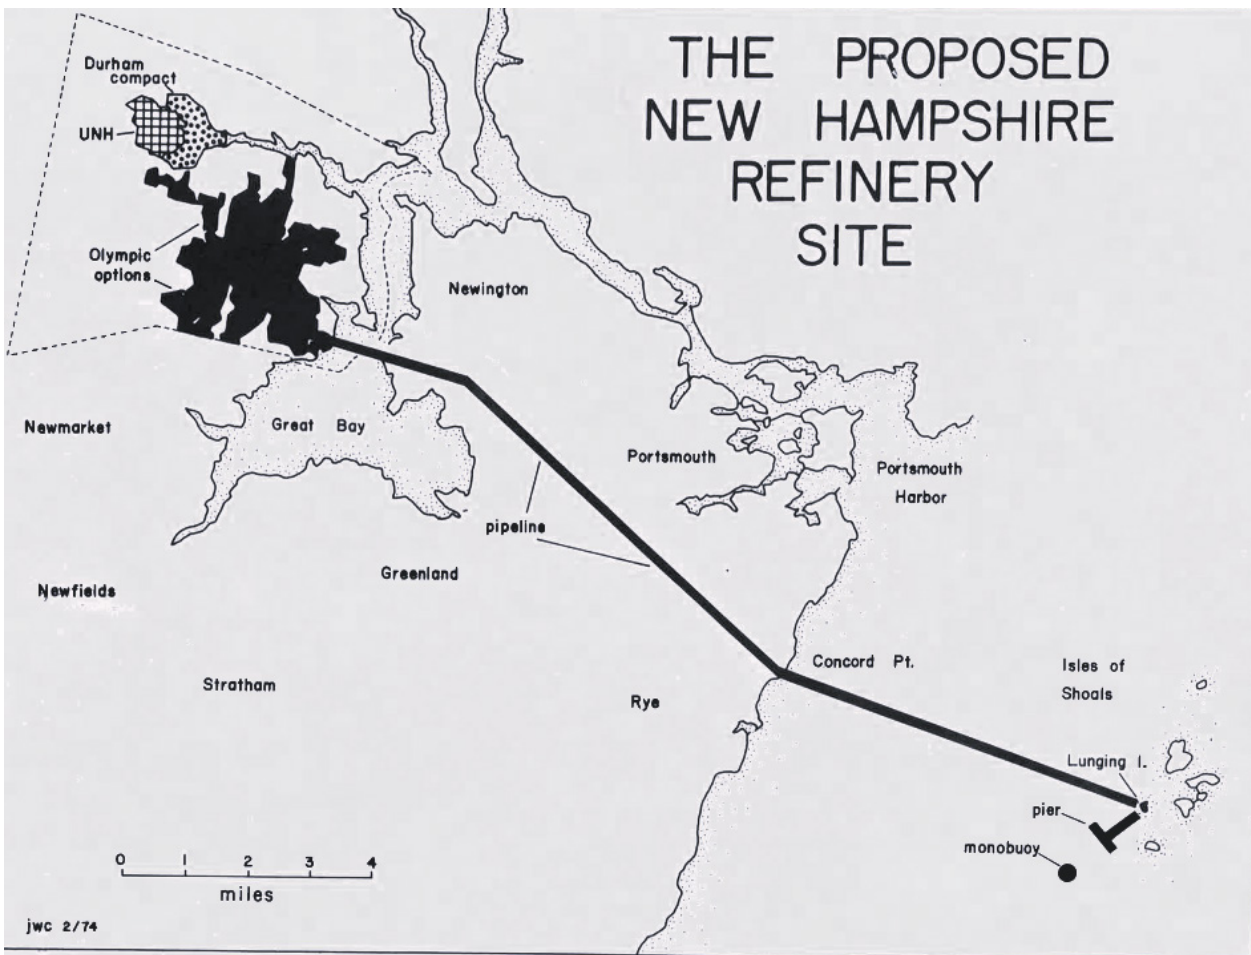 THE PROPOSED
NEW HAMPSHIRE
REFINERY
SITE
Durham
compact
UNH
Olympic
options
Newington
Newmarket
Great Bay
Portsmouth
Portsmouth
Harbor
pipeline
Greenland
Newfields
Stratham
Rye
Concord Pt.
Isles of
Shoals
Lunging I.
pier
monobuoy
0 1 2 3 4
miles
jwc 2/74